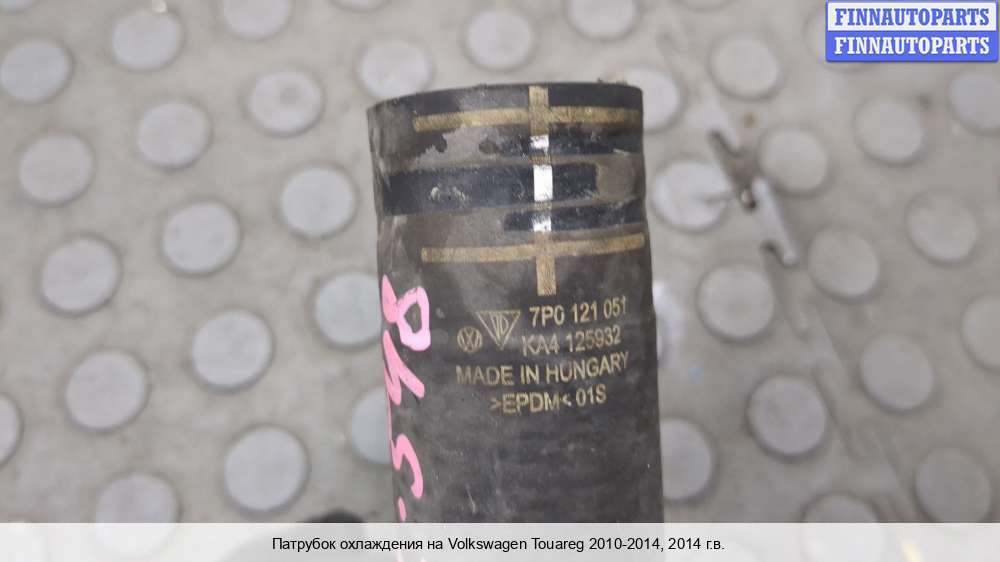 FINNAUTOPARTS
FINNAUTOPARTS
7P0 121 051
KA4 125932
MADE IN HUNGARY
>EPDM< 01S
Патрубок охлаждения на Volkswagen Touareg 2010-2014, 2014 г.в.